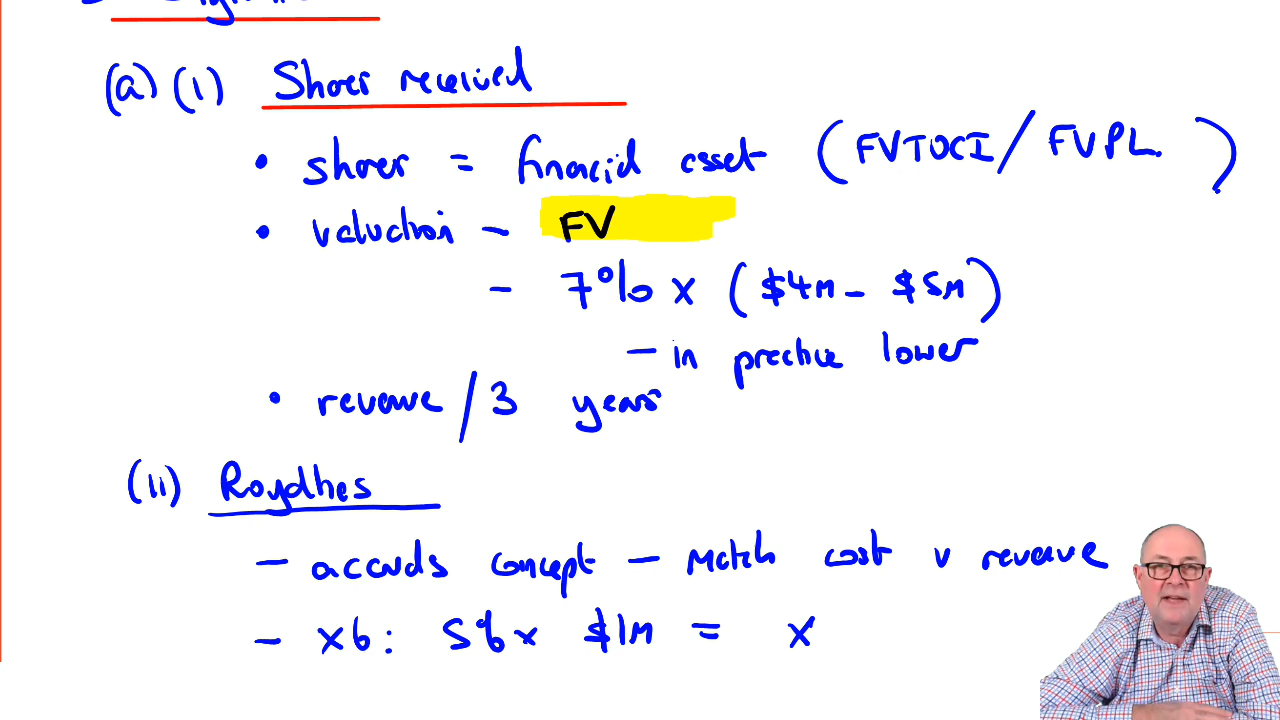 (a) (i) Shares received
• shares = financial asset (FVTOCI / FVPL)
• valuation - FV
- 7% x ($4m - $5m)
- in practice lower
• revenue / 3 years
(ii) Royalties
- accruals concept - match cost v revenue
- x6: 5% x $1m = x